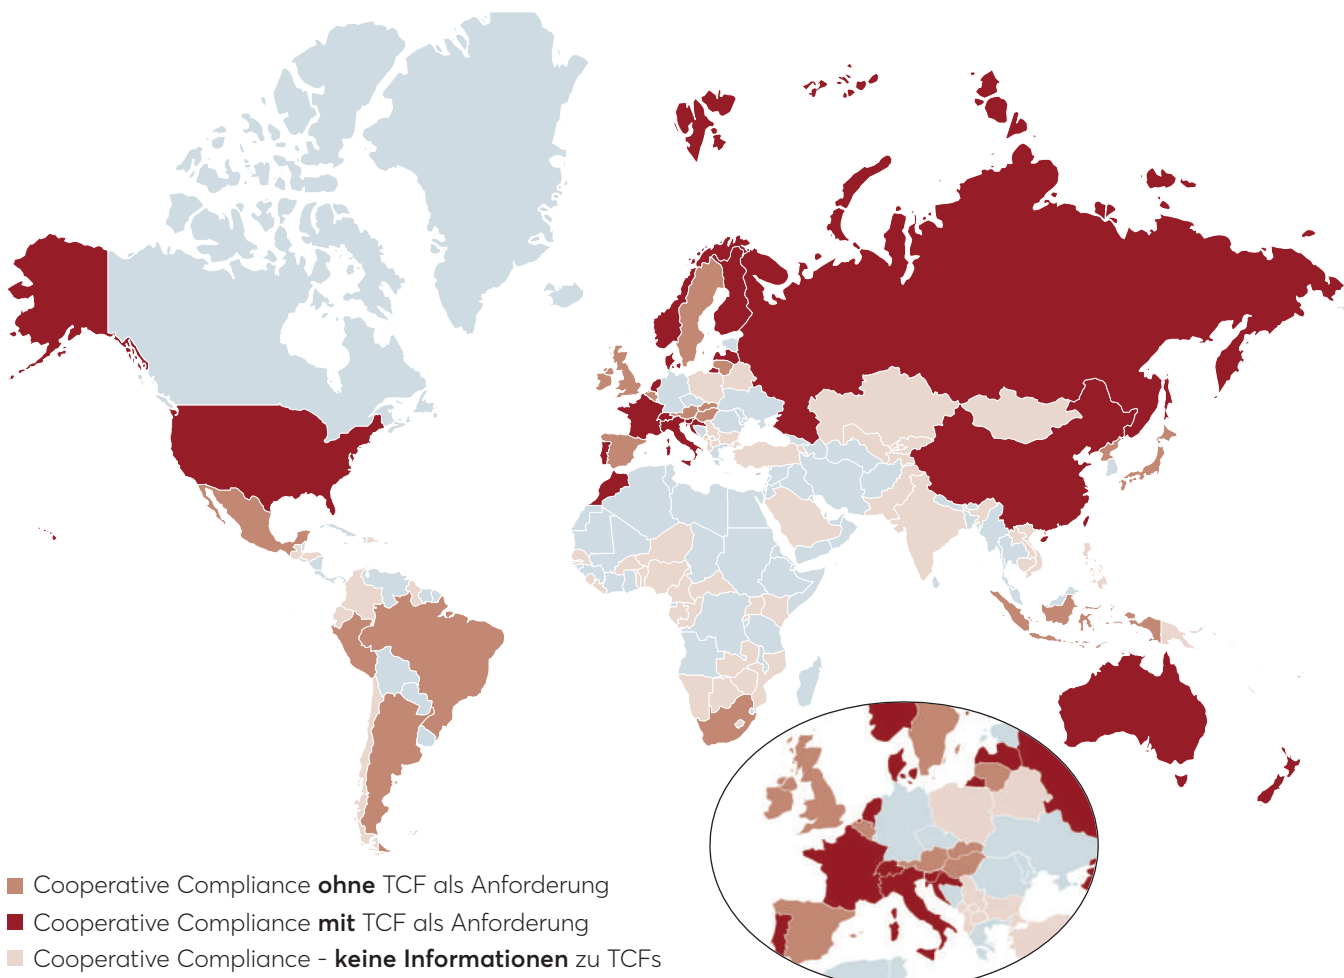 Cooperative Compliance ohne TCF als Anforderung
Cooperative Compliance mit TCF als Anforderung
Cooperative Compliance - keine Informationen zu TCFs